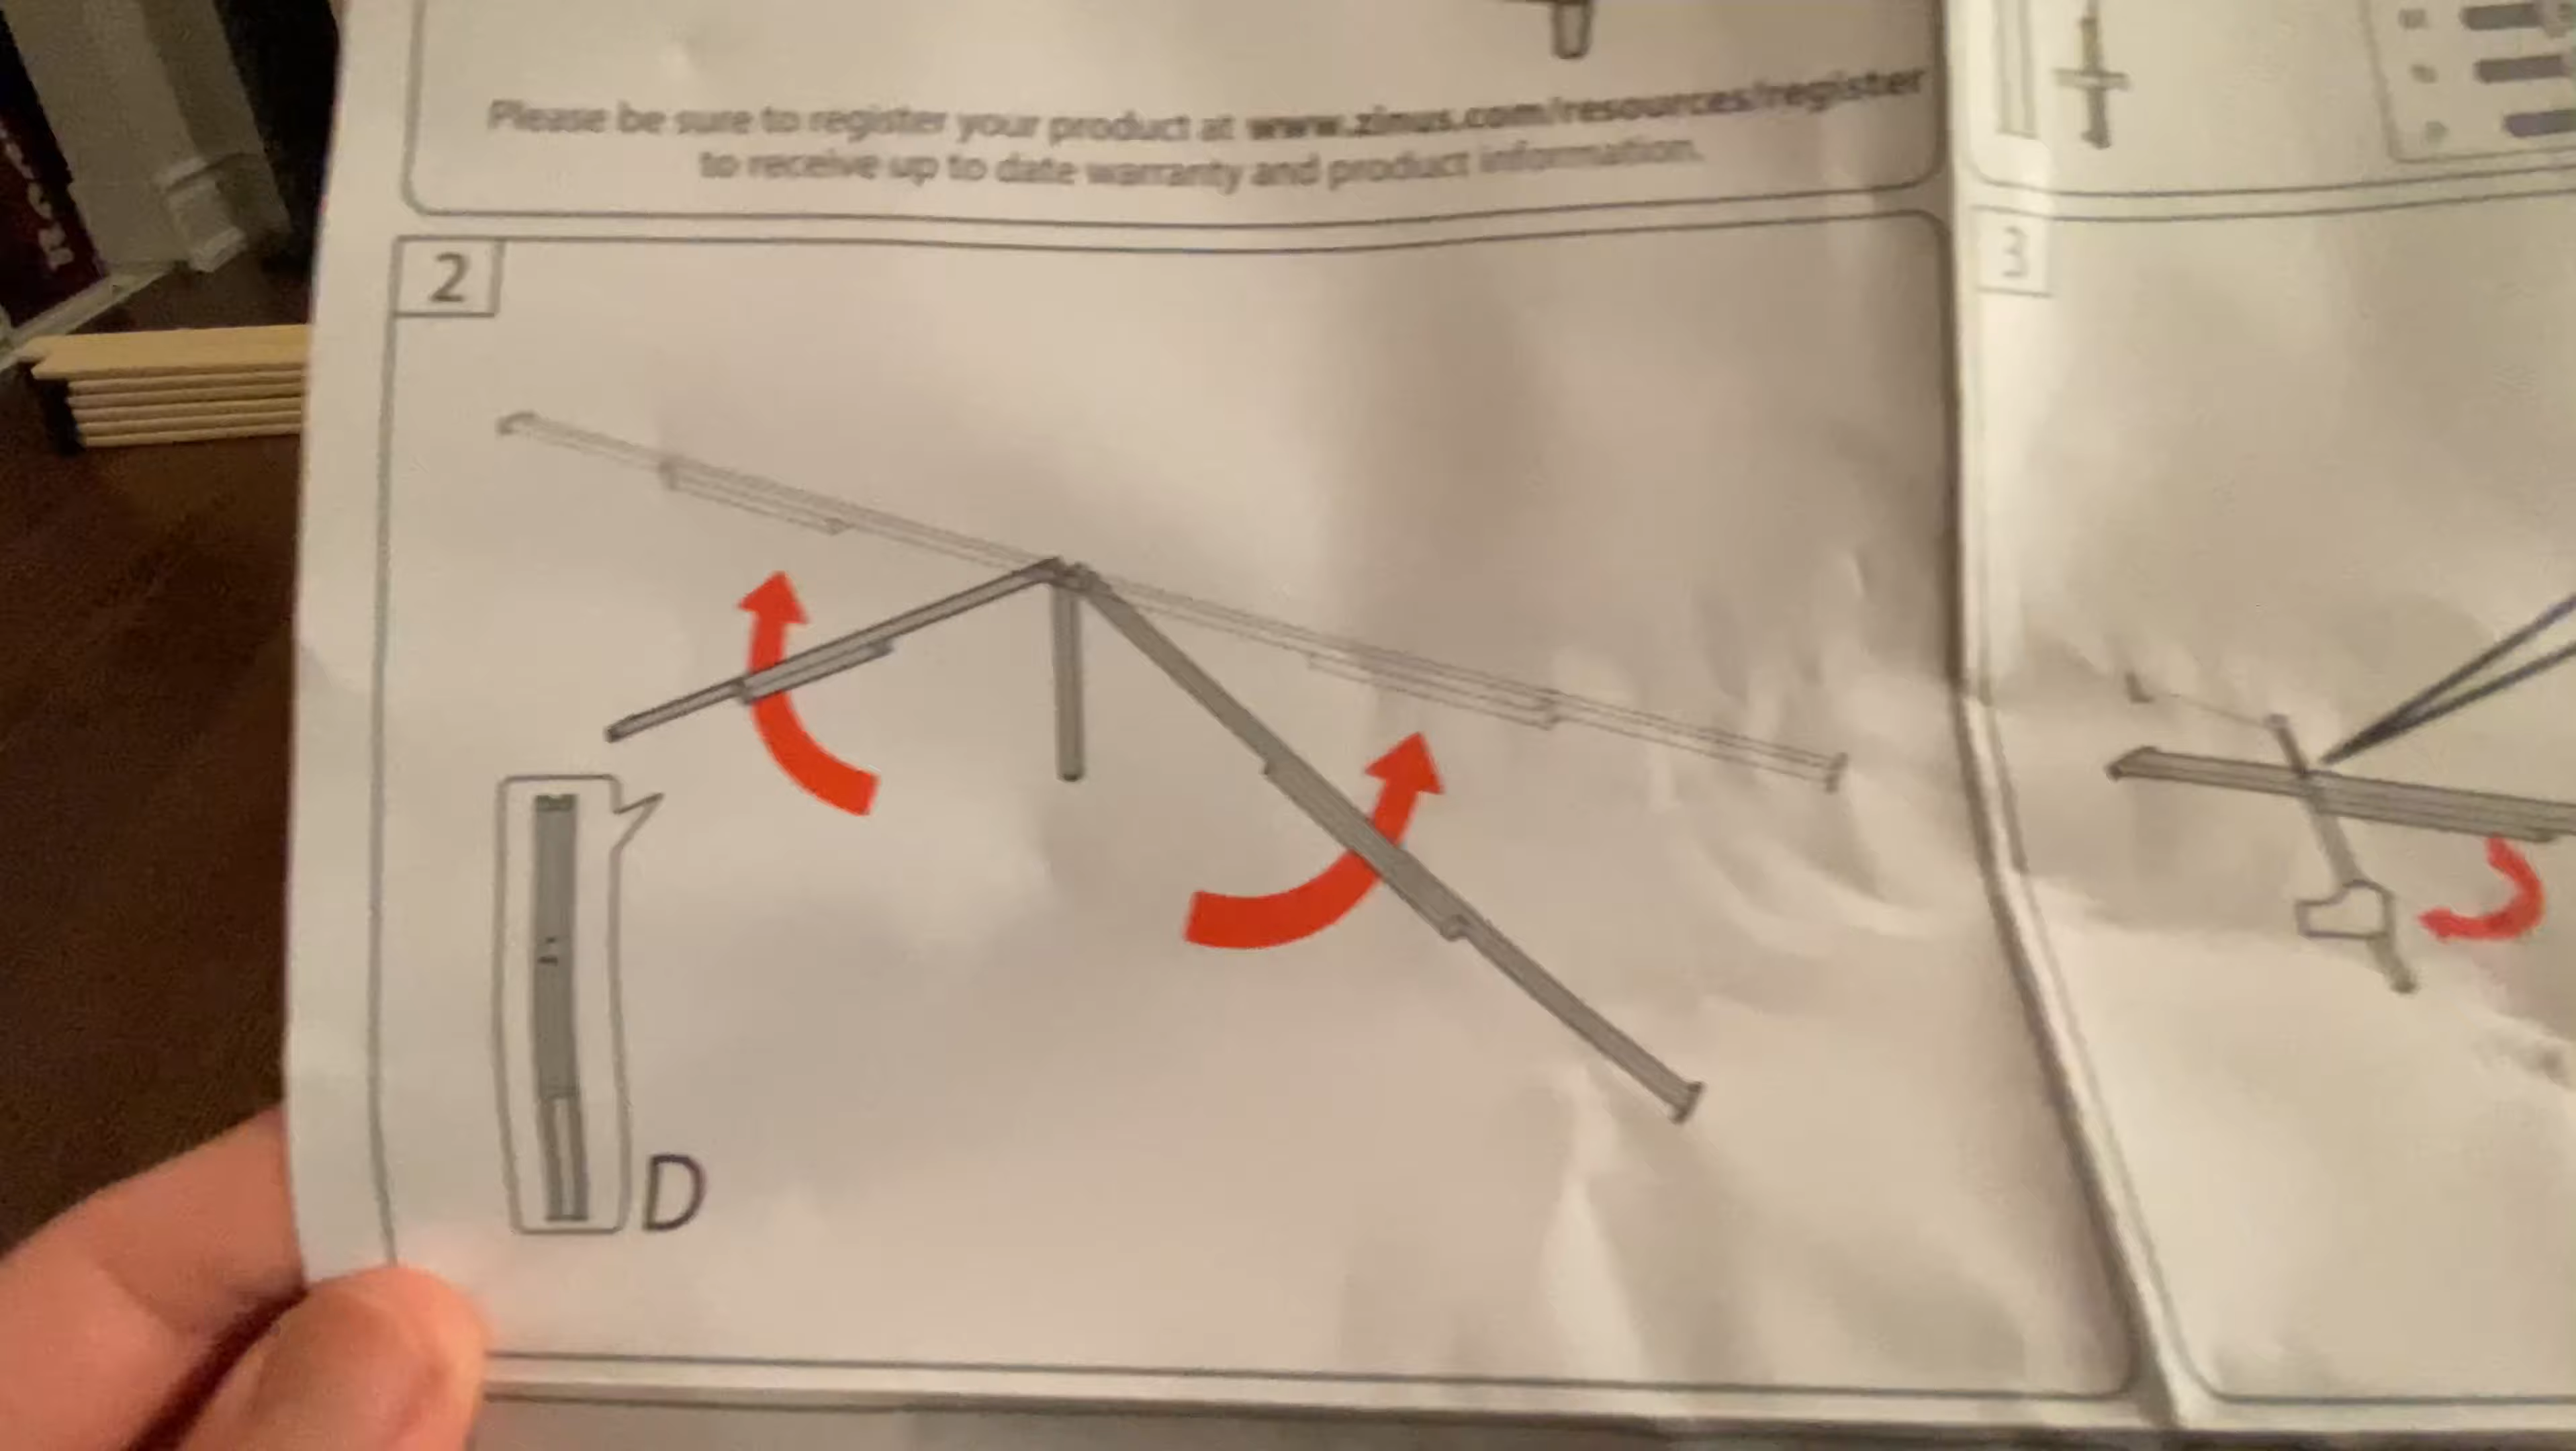 Please be sure to register your product at www.zinus.com/resources/register
to receive up to date warranty and product information.
2
3
D